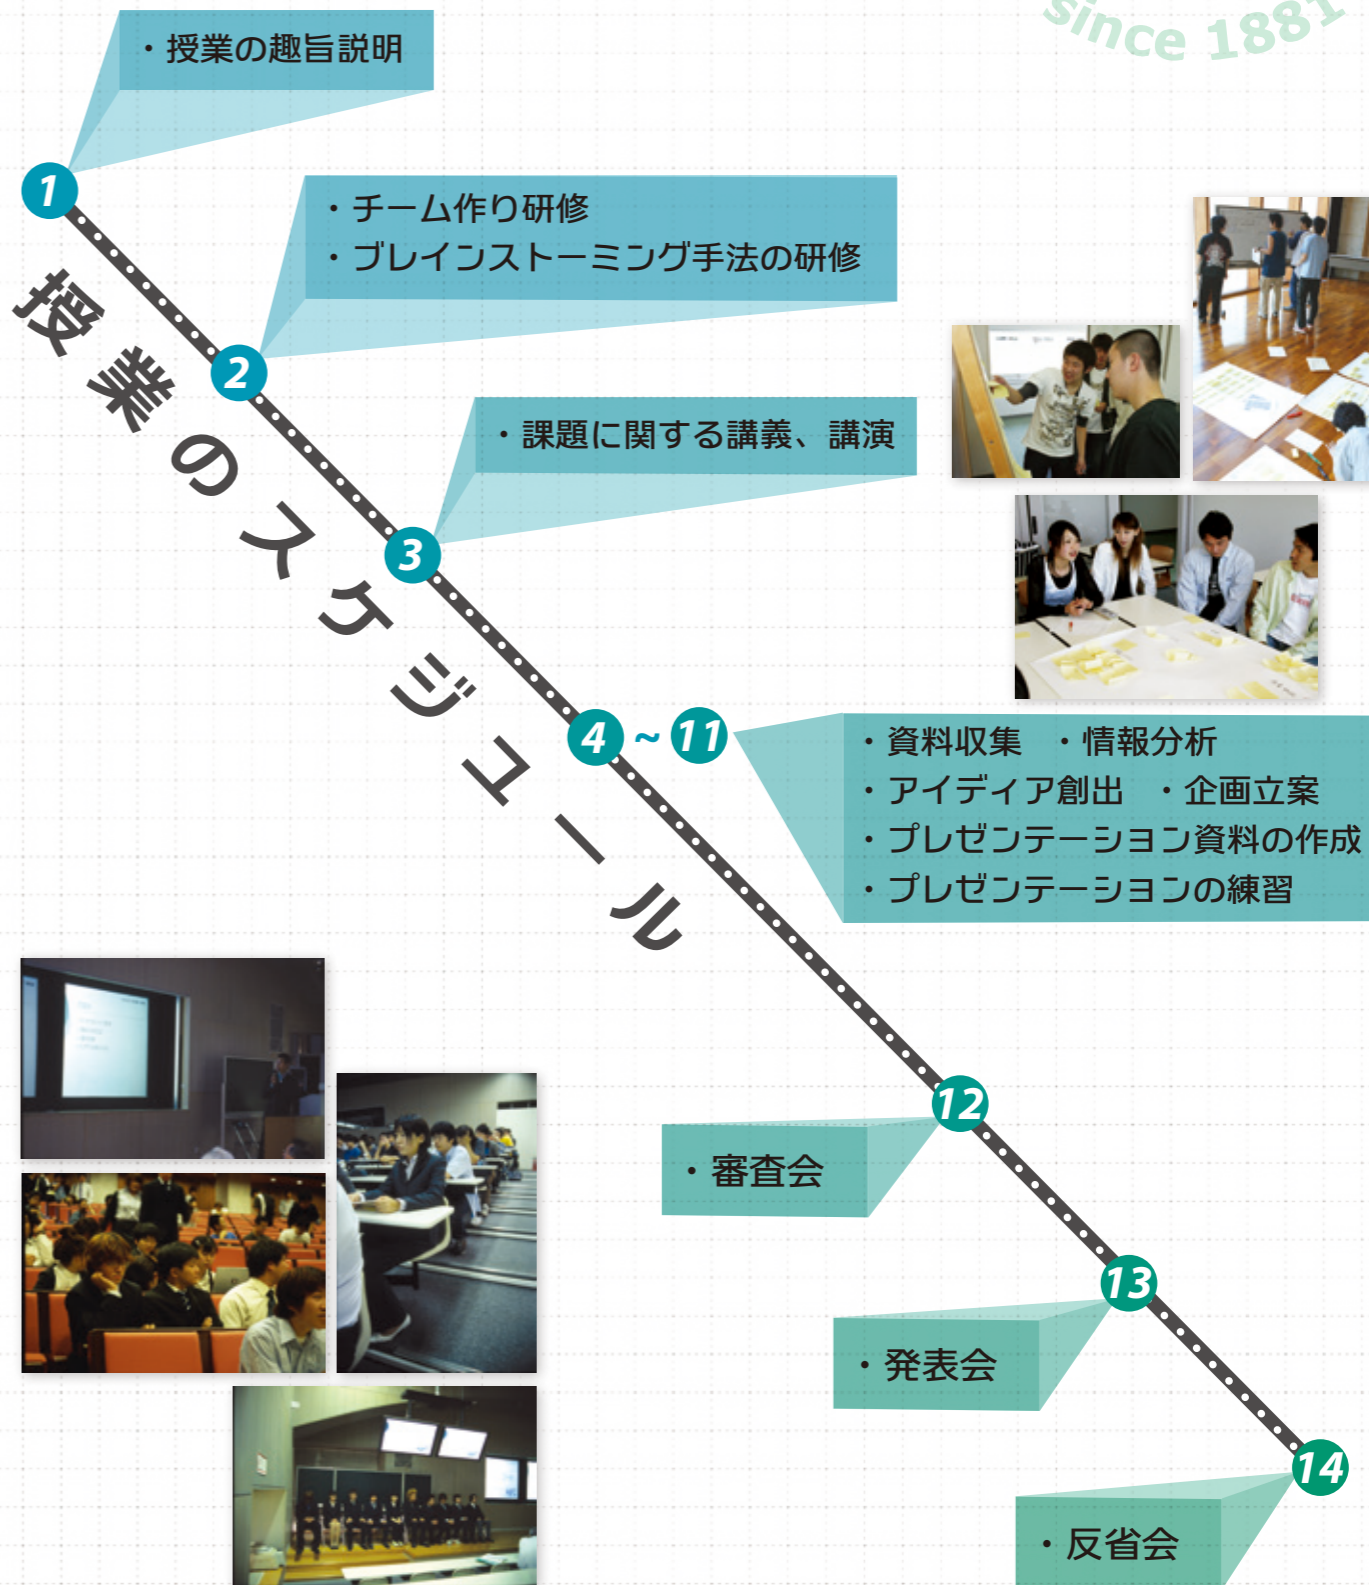 since 1881
・授業の趣旨説明
1
・チーム作り研修
・ブレインストーミング手法の研修
2
授業のスケジュール
・課題に関する講義、講演
3
4 ~ 11
・資料収集 ・情報分析
・アイディア創出 ・企画立案
・プレゼンテーション資料の作成
・プレゼンテーションの練習
12
・審査会
13
・発表会
14
・反省会